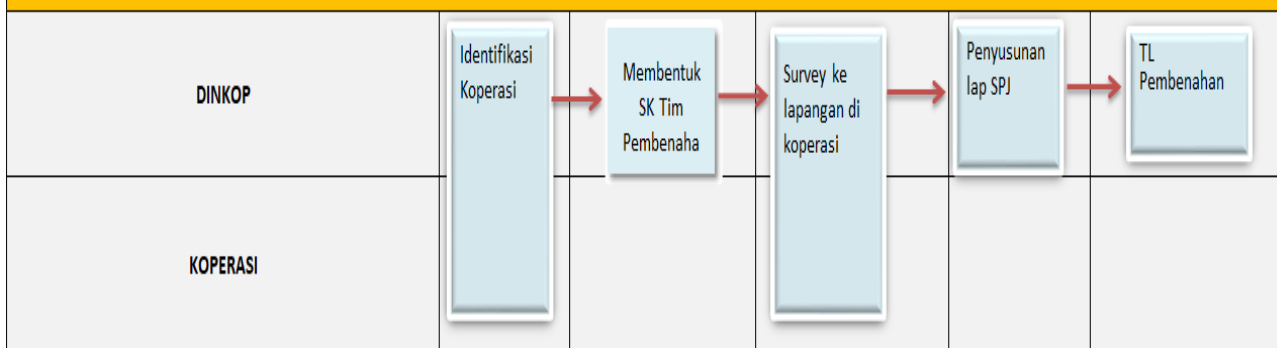 DINKOP
Identifikasi
Koperasi
Membentuk
SK Tim
Pembenaha
Survey ke
lapangan di
koperasi
Penyusunan
lap SPJ
TL
Pembenahan
KOPERASI